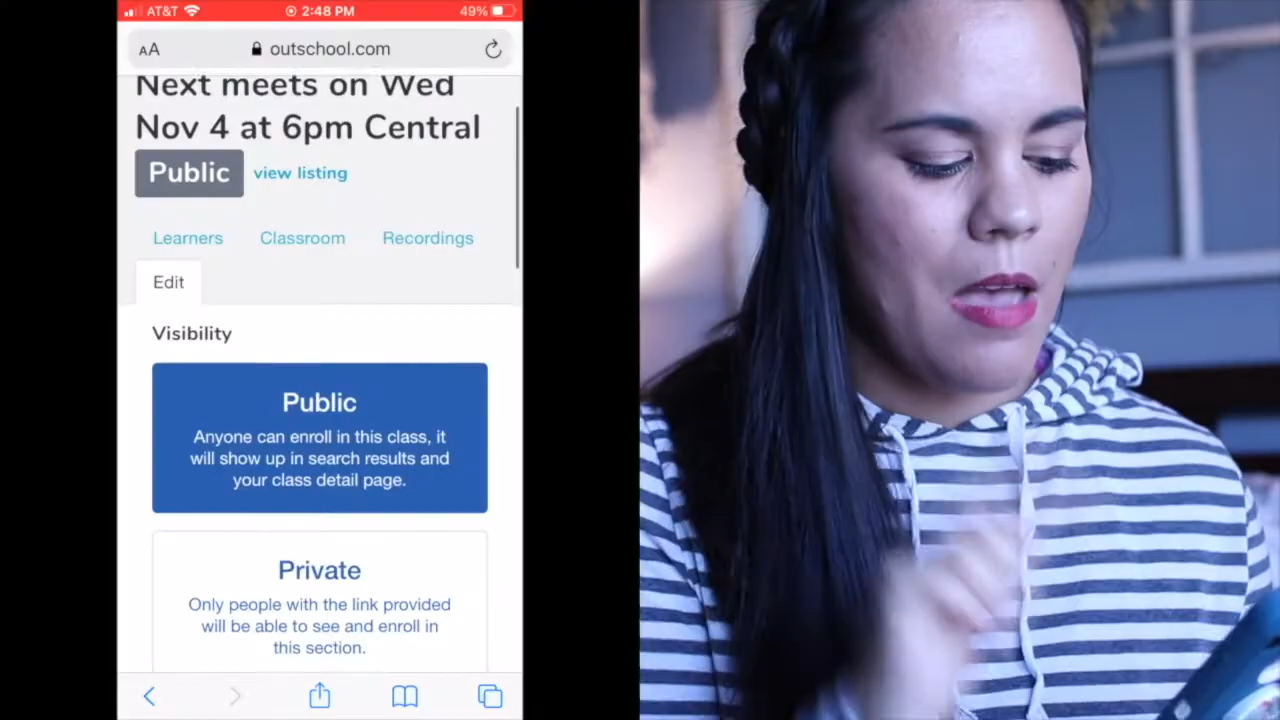 AT&T 2:48 PM 49%
AA outschool.com
Next meets on Wed
Nov 4 at 6pm Central
Public view listing
Learners Classroom Recordings
Edit
Visibility
Public
Anyone can enroll in this class, it
will show up in search results and
your class detail page.
Private
Only people with the link provided
will be able to see and enroll in
this section.